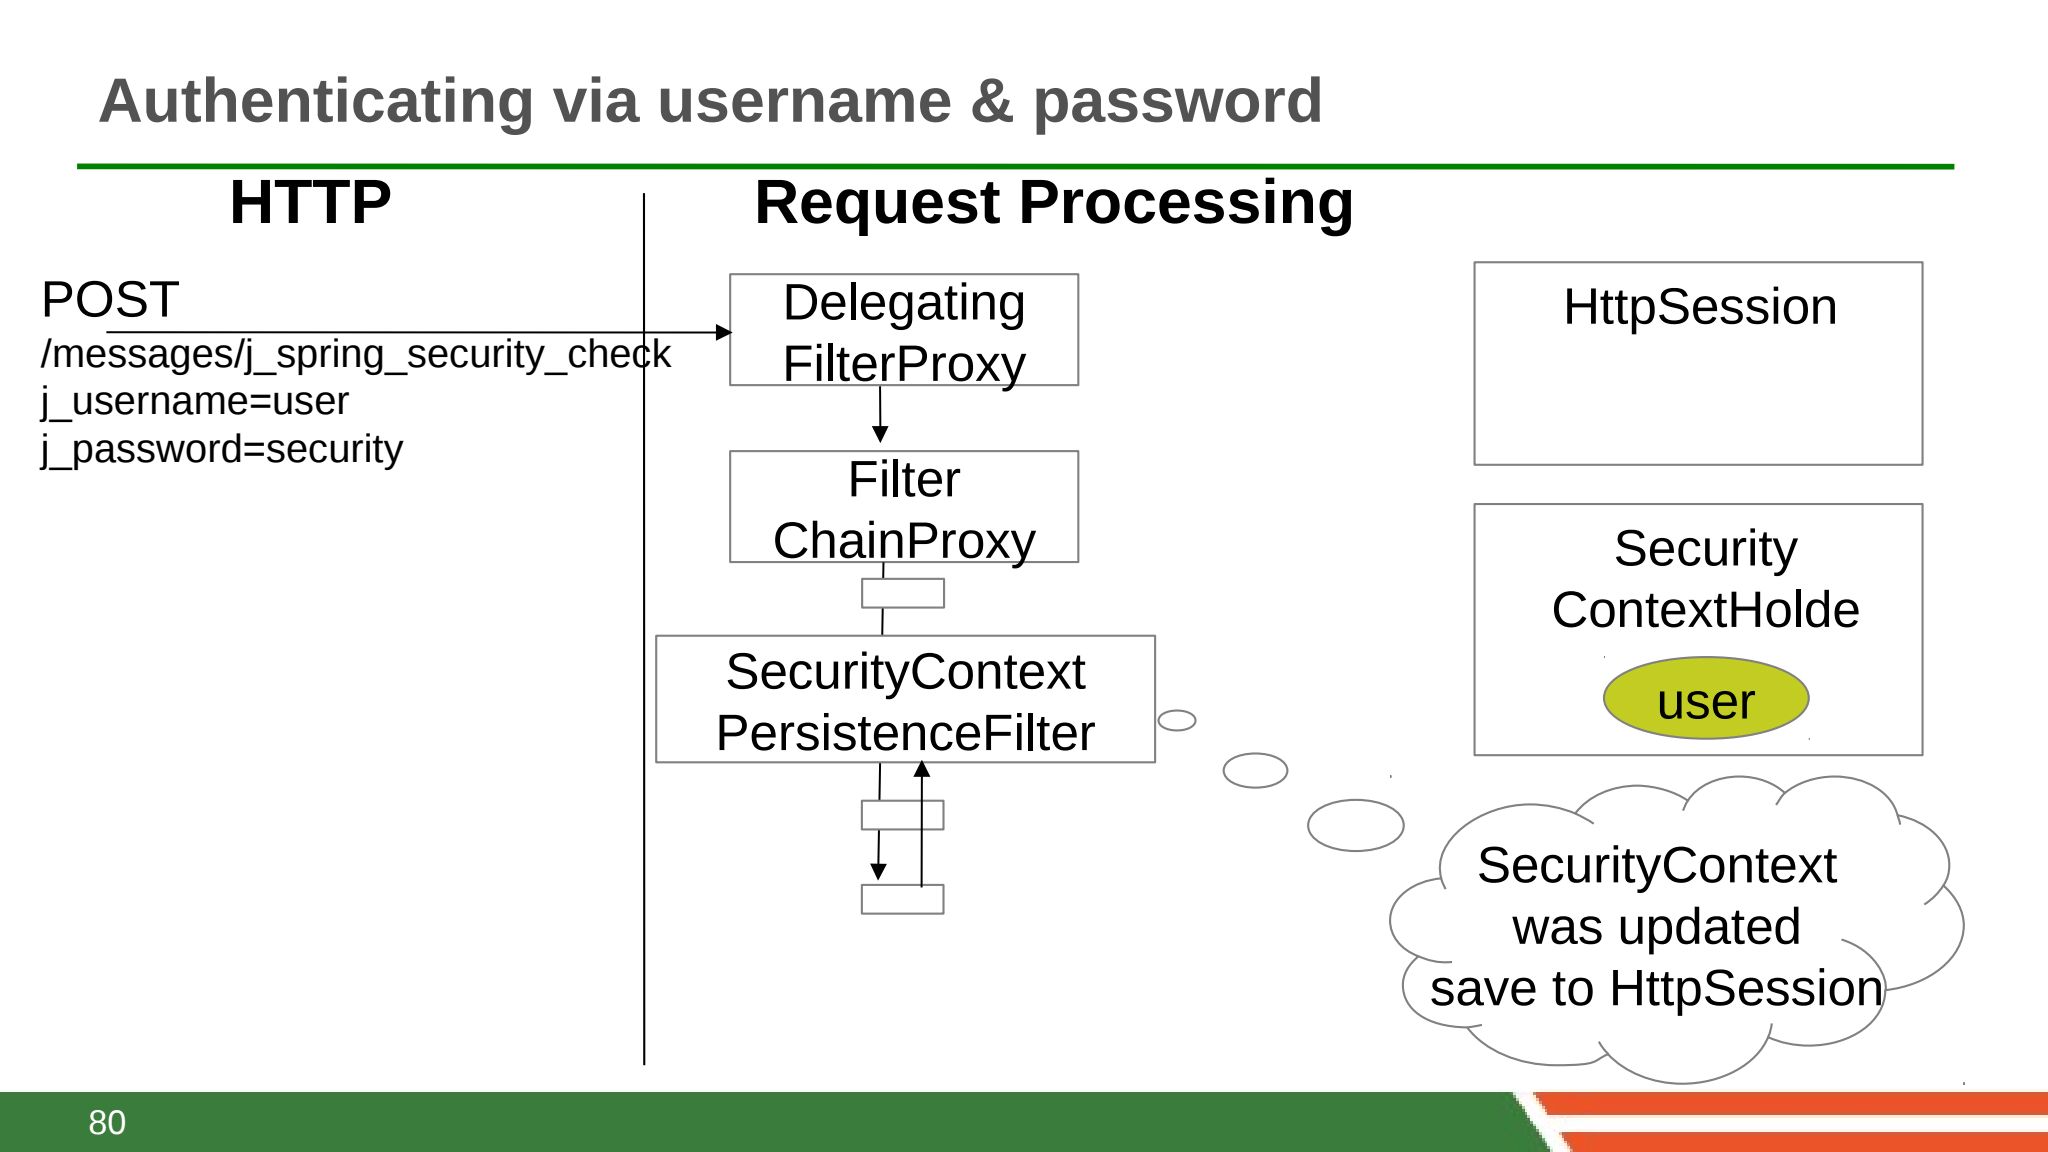 Authenticating via username & password
HTTP
Request Processing
POST
/messages/j_spring_security_check
j_username=user
j_password=security
Delegating
FilterProxy
Filter
ChainProxy
SecurityContext
PersistenceFilter
HttpSession
Security
ContextHolde
user
SecurityContext
was updated
save to HttpSession
80